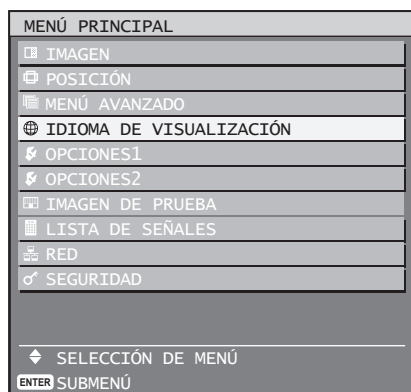 MENÚ PRINCIPAL
IMAGEN
POSICIÓN
MENÚ AVANZADO
IDIOMA DE VISUALIZACIÓN
OPCIONES1
OPCIONES2
IMAGEN DE PRUEBA
LISTA DE SEÑALES
RED
SEGURIDAD
SELECCIÓN DE MENÚ
ENTER SUBMENÚ